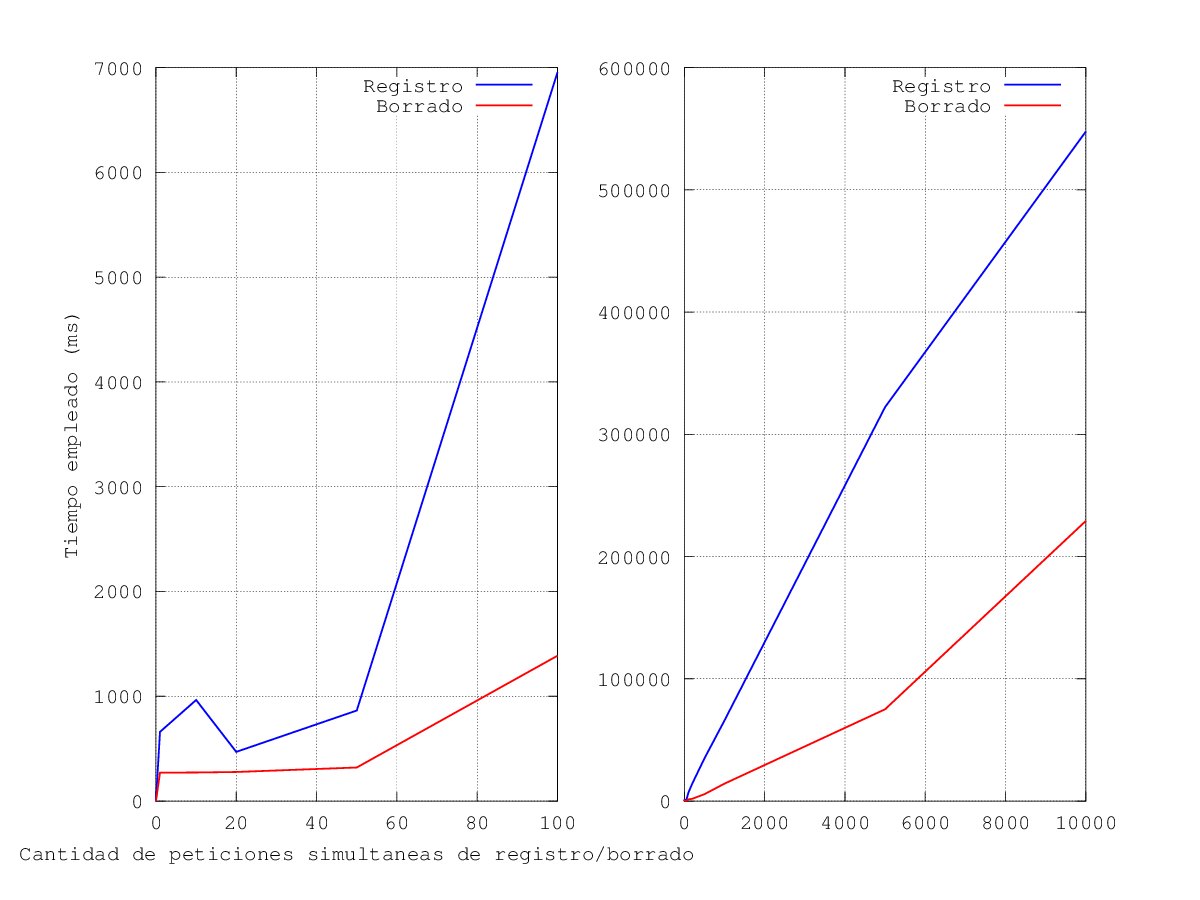 7000
6000
5000
4000
3000
2000
1000
0
Tiempo empleado (ms)
Registro
Borrado
0 20 40 60 80 100
600000
500000
400000
300000
200000
100000
0
Registro
Borrado
0 2000 4000 6000 8000 10000
Cantidad de peticiones simultaneas de registro/borrado